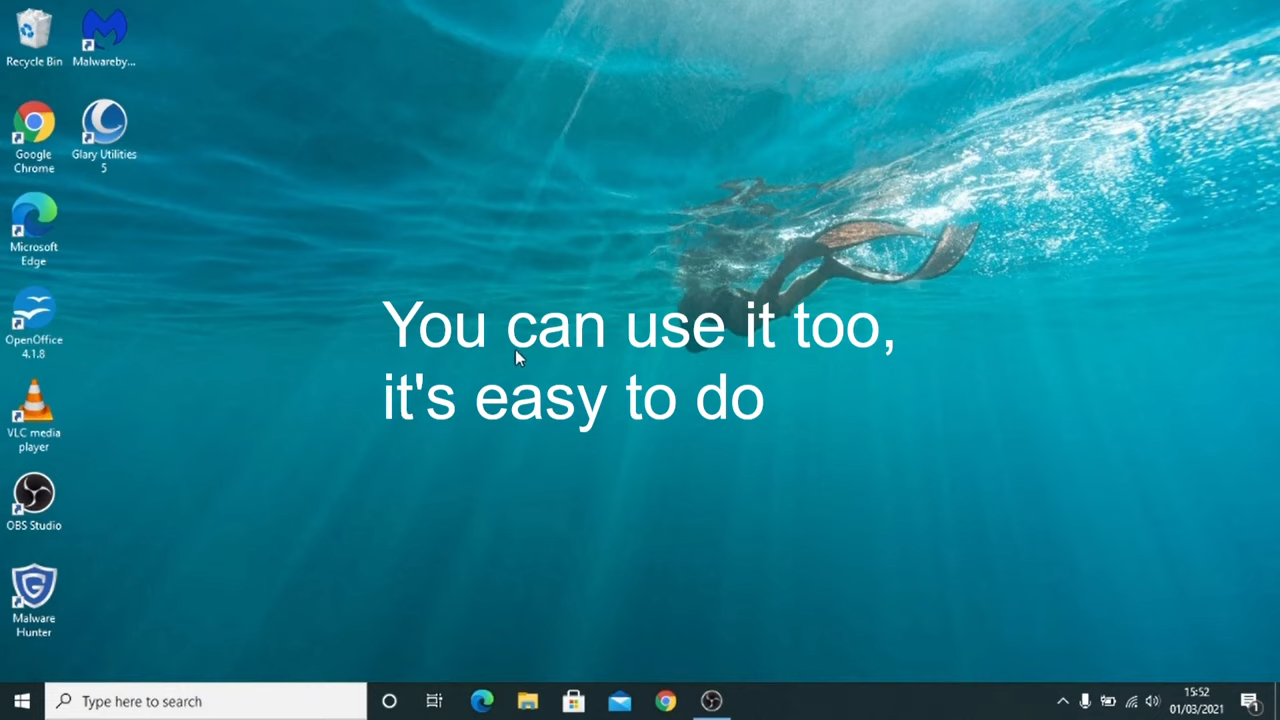 Recycle Bin
Malwareby...
Google
Chrome
Glary Utilities
5
Microsoft
Edge
OpenOffice
4.1.8
VLC media
player
OBS Studio
Malware
Hunter
You can use it too,
it's easy to do
Type here to search
15:52
01/03/2021
1